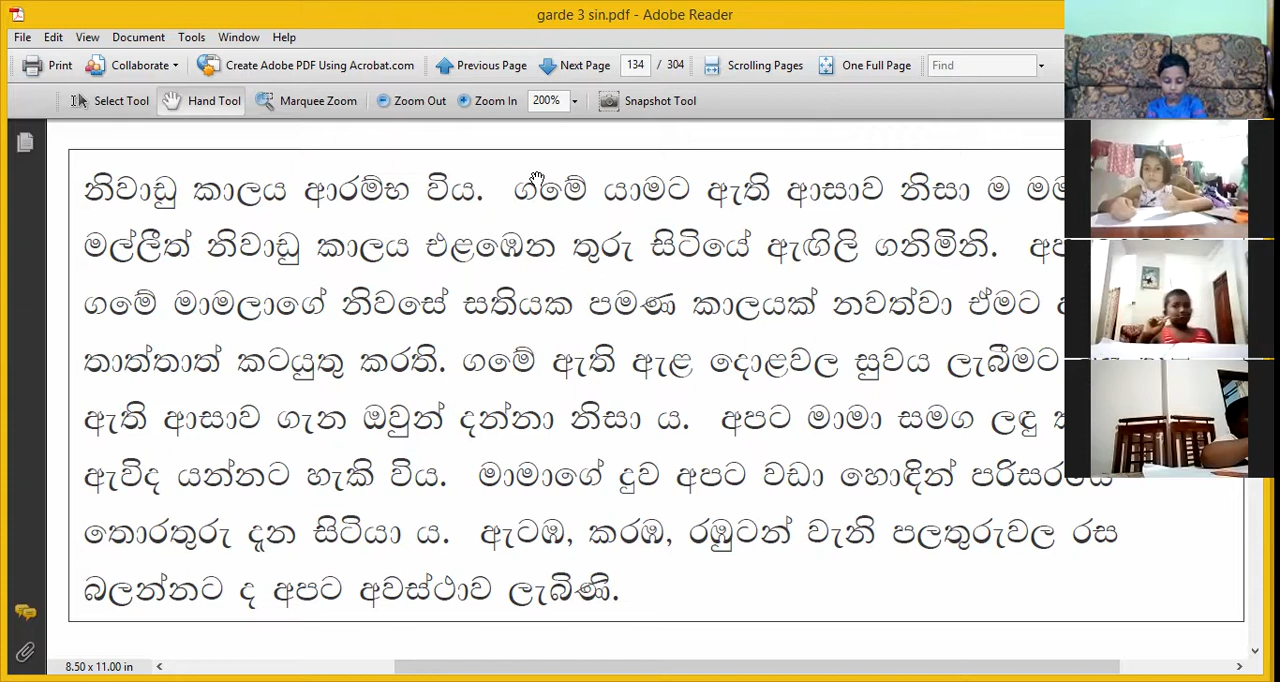 garde 3 sin.pdf - Adobe Reader
File Edit View Document Tools Window Help
Print Collaborate Create Adobe PDF Using Acrobat.com Previous Page Next Page 134 / 304 Scrolling Pages One Full Page Find
Select Tool Hand Tool Marquee Zoom Zoom Out Zoom In 200% Snapshot Tool
නිවාඩු කාලය ආරම්භ විය. ගමේ යාමට ඇති ආසාව නිසා ම
මල්ලීත් නිවාඩු කාලය එළඹෙන තුරු සිටියේ ඇඟිලි ගනිමිනි.
ගමේ මාමලාගේ නිවසේ සතියක පමණ කාලයක් නවත්වා ඒමට
තාත්තාත් කටයුතු කරති. ගමේ ඇති ඇළ දොළවල සුවය ලැබීමට
ඇති ආසාව ගැන ඔවුන් දන්නා නිසා ය. අපට මාමා සමග ලඳු
ඇවිද යන්නට හැකි විය. මාමාගේ දුව අපට වඩා හොඳින්
තොරතුරු දැන සිටියා ය. ඇටඹ, කරඹ, රඹුටන් වැනි පලතුරුවල රස
බලන්නට ද අපට අවස්ථාව ලැබිණි.
8.50 x 11.00 in